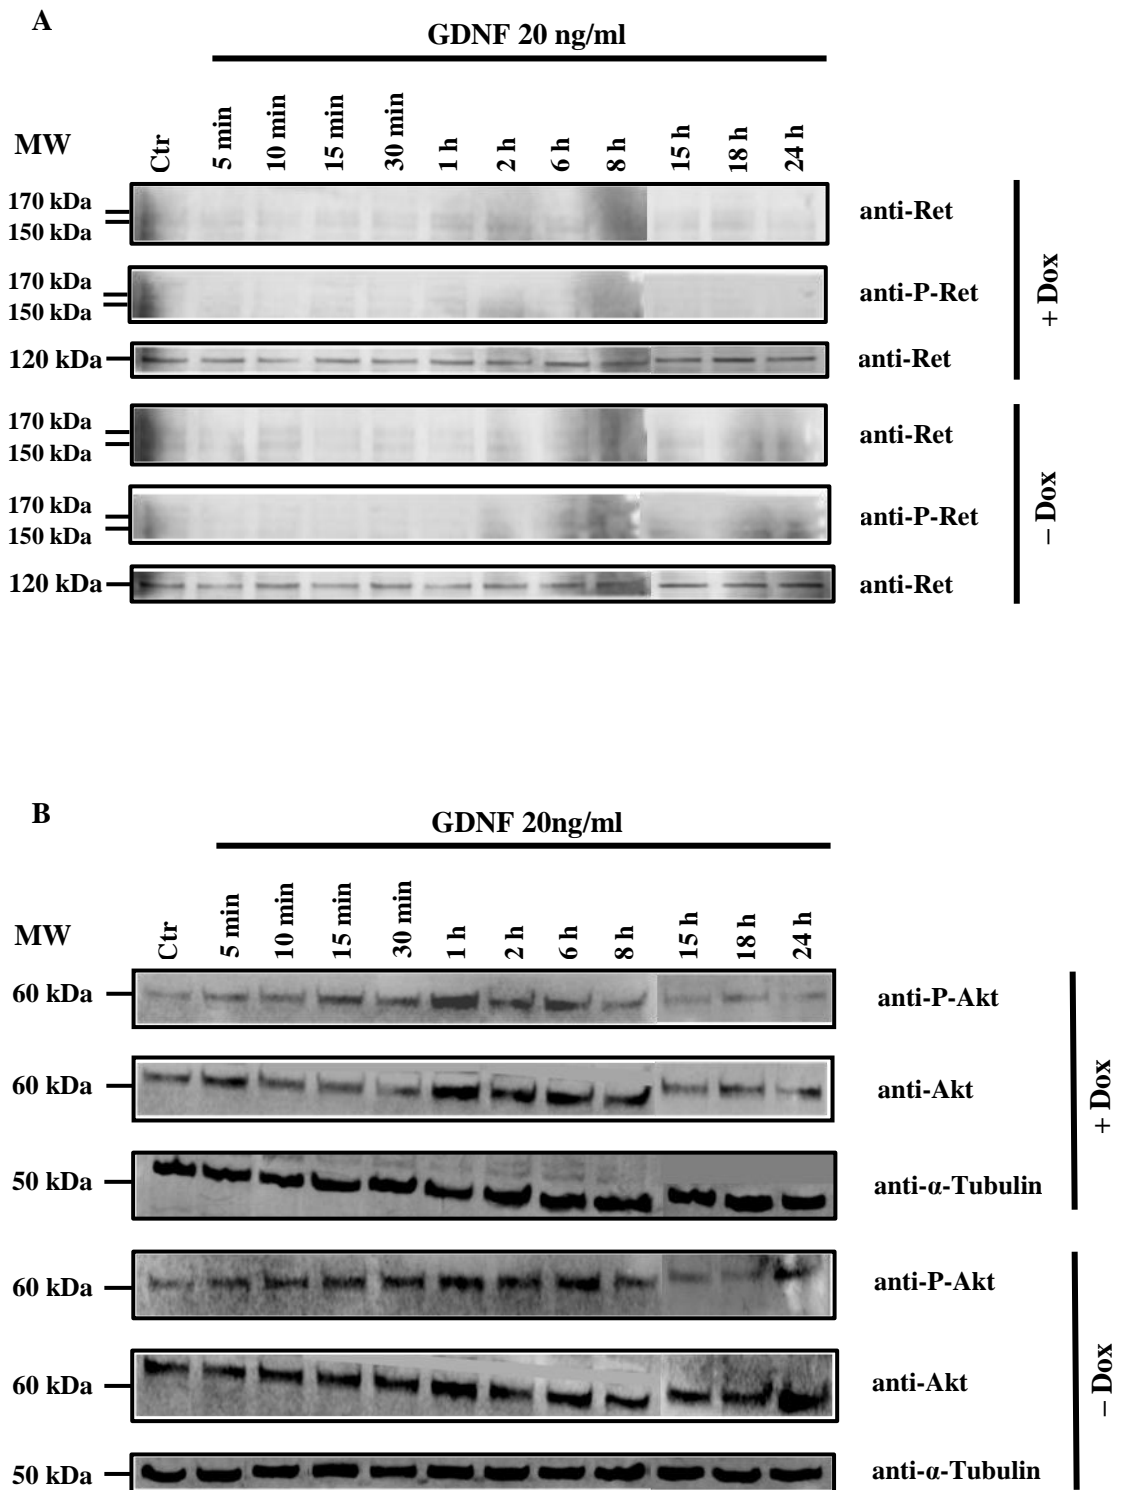 A
GDNF 20 ng/ml
MW Ctr 5 min 10 min 15 min 30 min 1 h 2 h 6 h 8 h 15 h 18 h 24 h
170 kDa
150 kDa
anti-Ret
170 kDa
150 kDa
anti-P-Ret
120 kDa anti-Ret
+ Dox
170 kDa
150 kDa
anti-Ret
170 kDa
150 kDa
anti-P-Ret
120 kDa anti-Ret
– Dox
B
GDNF 20ng/ml
MW Ctr 5 min 10 min 15 min 30 min 1 h 2 h 6 h 8 h 15 h 18 h 24 h
60 kDa anti-P-Akt
60 kDa anti-Akt
50 kDa anti-α-Tubulin
+ Dox
60 kDa anti-P-Akt
60 kDa anti-Akt
50 kDa anti-α-Tubulin
– Dox